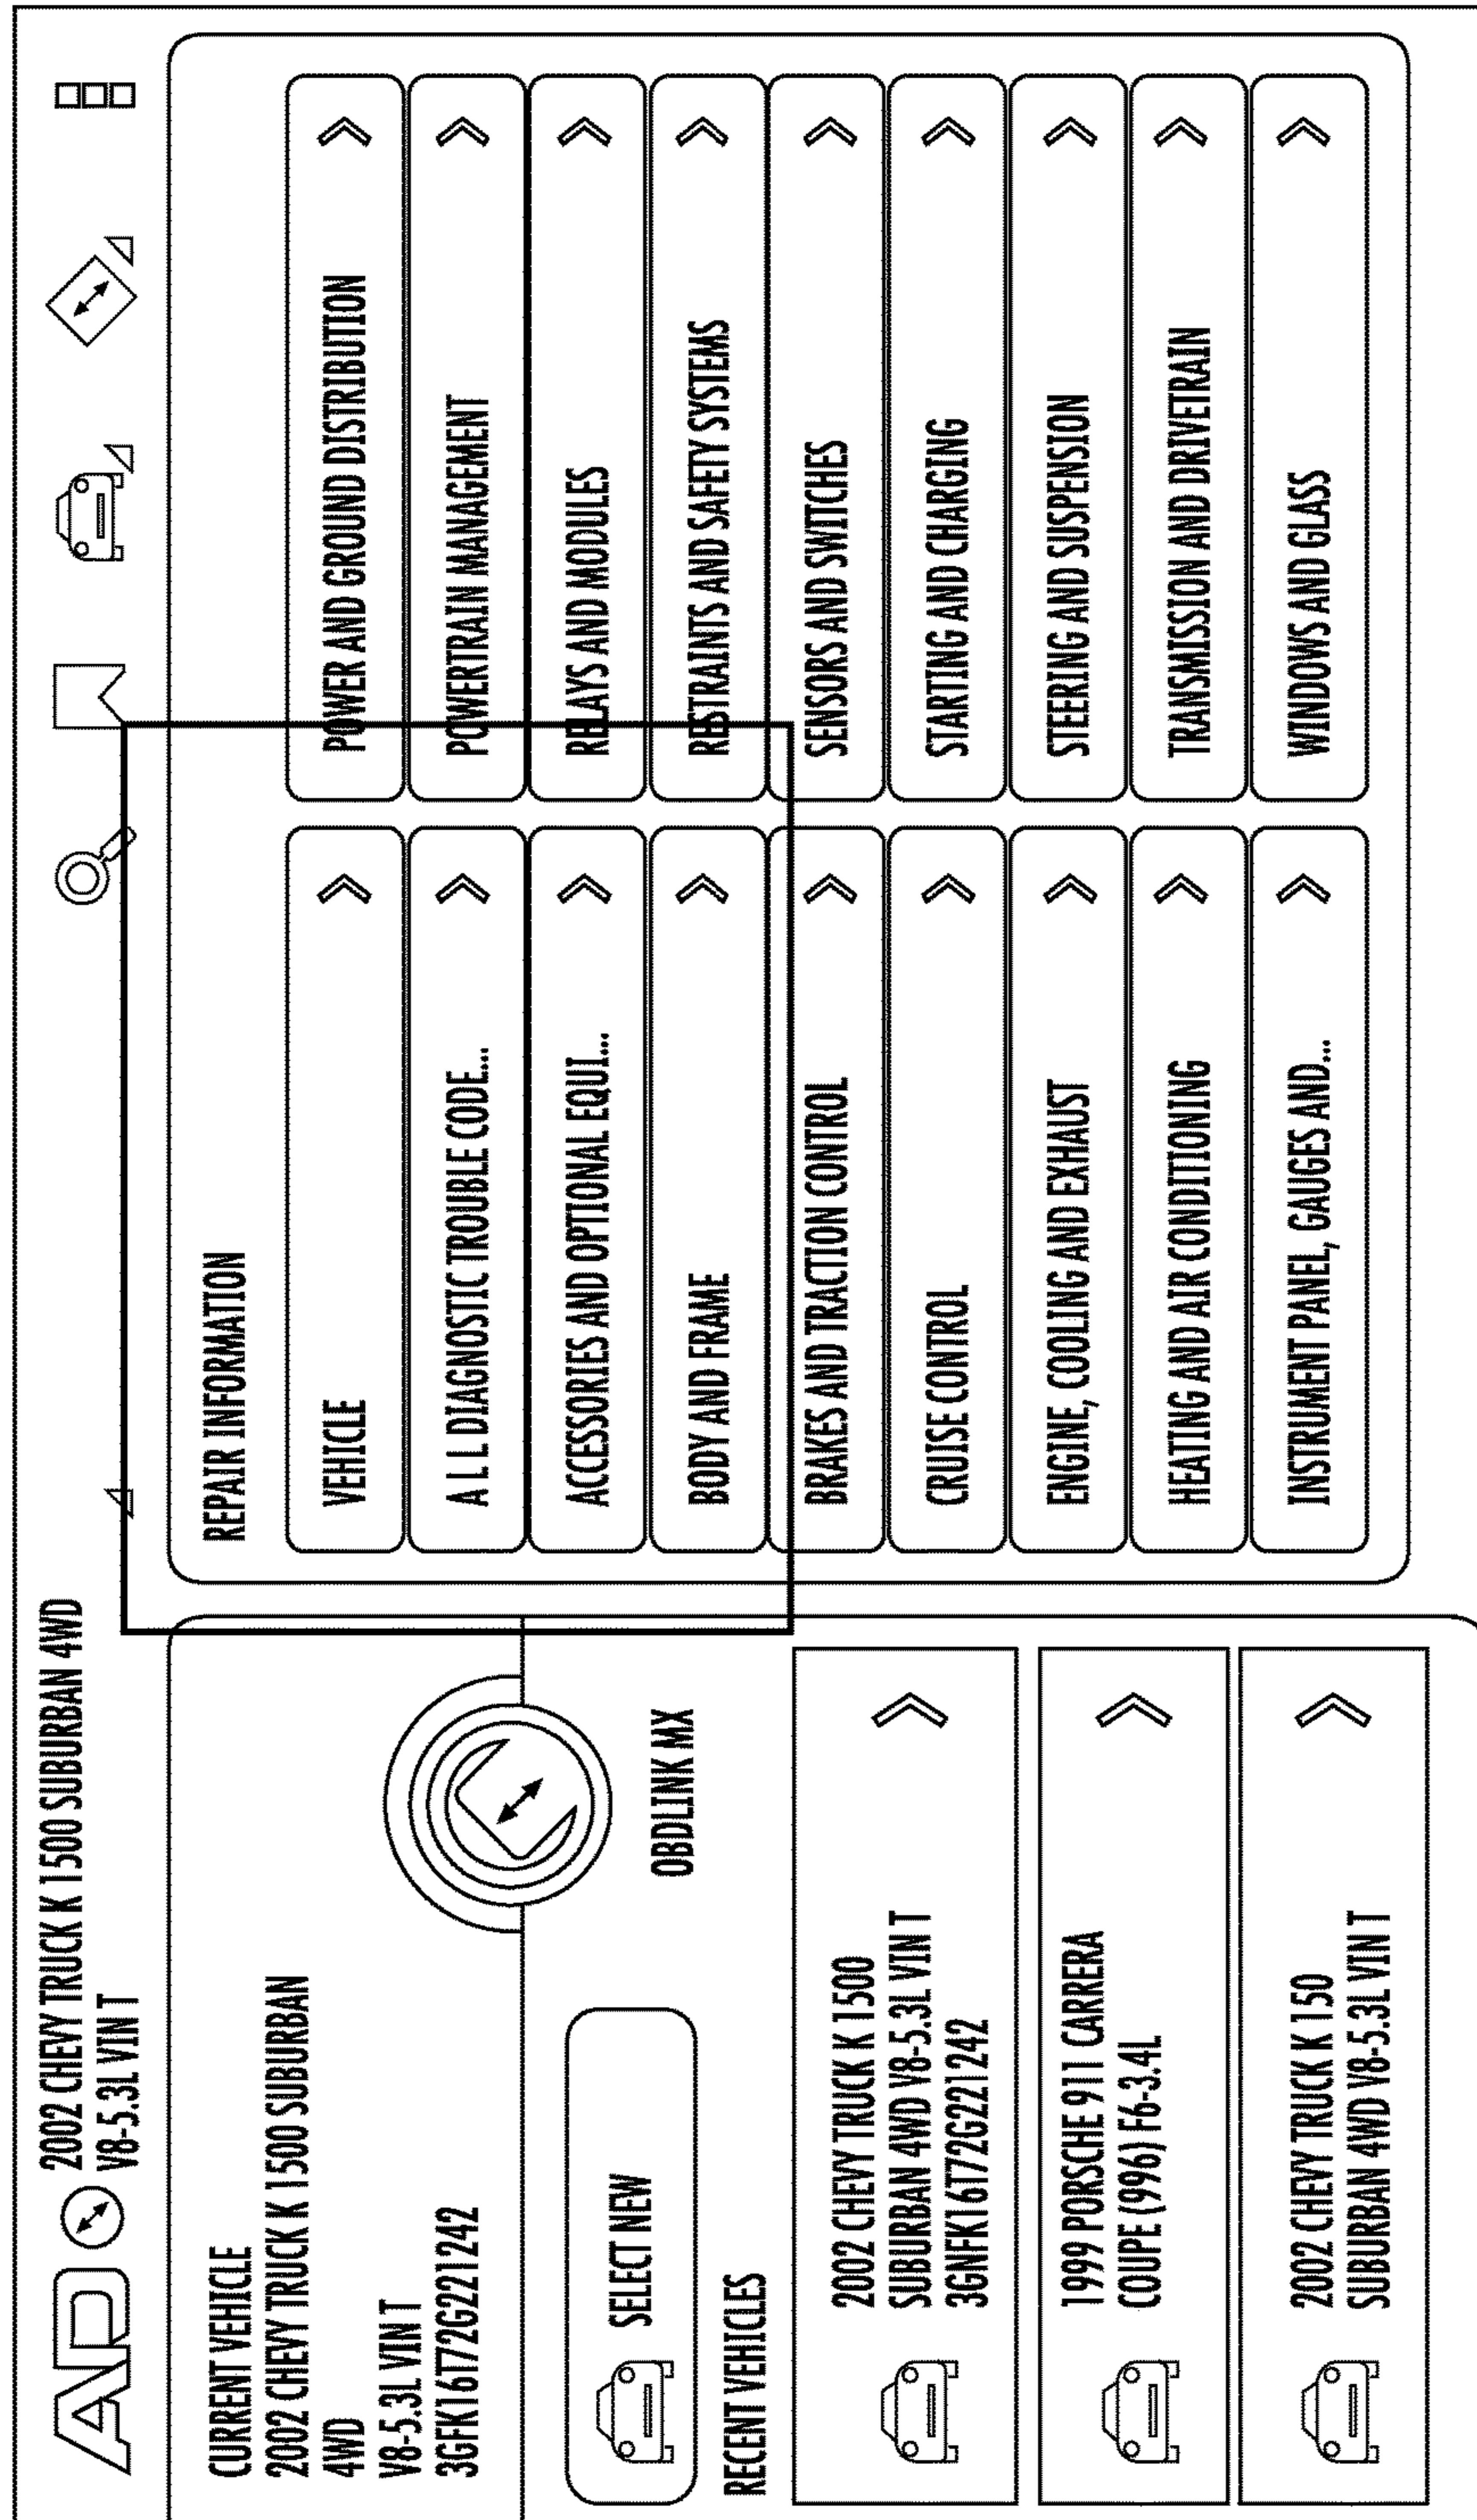 AD
2002 CHEVY TRUCK K 1500 SUBURBAN 4WD
V8-5.3L VIN T
CURRENT VEHICLE
2002 CHEVY TRUCK K 1500 SUBURBAN
4WD
V8-5.3L VIN T
3GFK16T72G221242
SELECT NEW
OBDLINK MX
RECENT VEHICLES
2002 CHEVY TRUCK K 1500
SUBURBAN 4WD V8-5.3L VIN T
3GNFK16T72G221242
1999 PORSCHE 911 CARRERA
COUPE (996) F6-3.4L
2002 CHEVY TRUCK K 150
SUBURBAN 4WD V8-5.3L VIN T
REPAIR INFORMATION
VEHICLE
A L L DIAGNOSTIC TROUBLE CODE...
ACCESSORIES AND OPTIONAL EQUI...
BODY AND FRAME
BRAKES AND TRACTION CONTROL
CRUISE CONTROL
ENGINE, COOLING AND EXHAUST
HEATING AND AIR CONDITIONING
INSTRUMENT PANEL, GAUGES AND...
POWER AND GROUND DISTRIBUTION
POWERTRAIN MANAGEMENT
RELAYS AND MODULES
RESTRAINTS AND SAFETY SYSTEMS
SENSORS AND SWITCHES
STARTING AND CHARGING
STEERING AND SUSPENSION
TRANSMISSION AND DRIVETRAIN
WINDOWS AND GLASS